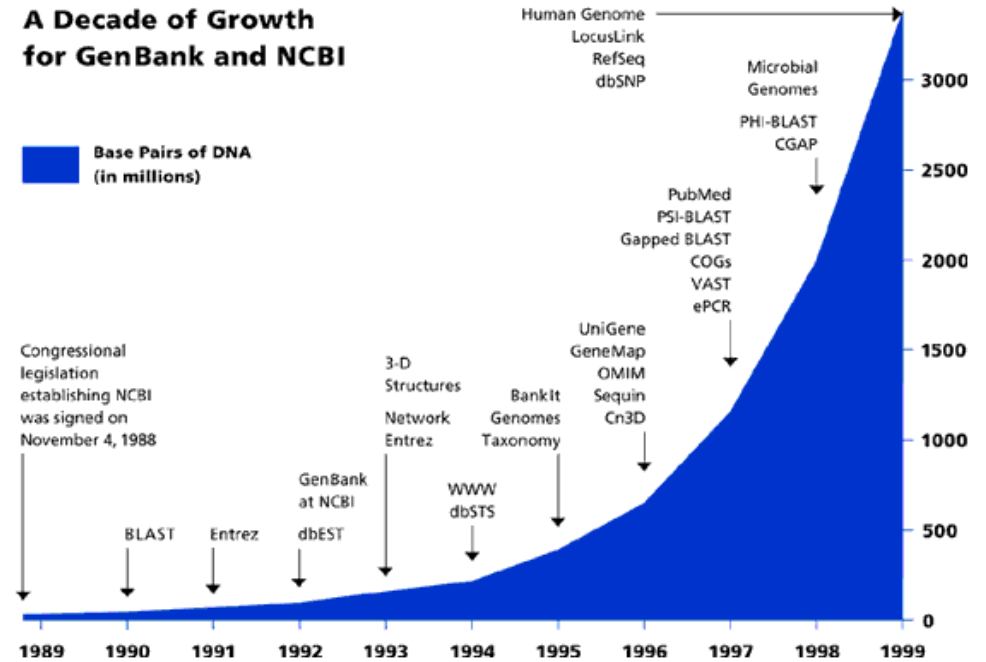 A Decade of Growth
for GenBank and NCBI
Base Pairs of DNA
(in millions)
Human Genome
LocusLink
RefSeq
dbSNP
Microbial
Genomes
PHI-BLAST
CGAP
PubMed
PSI-BLAST
Gapped BLAST
COGs
VAST
ePCR
UniGene
GeneMap
OMIM
Sequin
Cn3D
BankIt
Genomes
Taxonomy
WWW
dbSTS
3-D
Structures
Network
Entrez
GenBank
at NCBI
dbEST
Entrez
BLAST
Congressional
legislation
establishing NCBI
was signed on
November 4, 1988
3000
2500
2000
1500
1000
500
0
1989 1990 1991 1992 1993 1994 1995 1996 1997 1998 1999